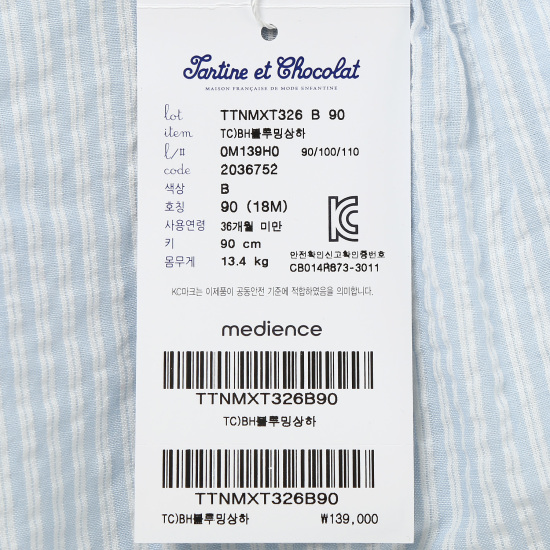 Tartine et Chocolat
MAISON FRANÇAISE DE MODE ENFANTINE
lot TTNMXT326 B 90
item TC)BH블루밍상하
l/# 0M139H0 90/100/110
code 2036752
색상 B
호칭 90 (18M)
사용연령 36개월 미만
키 90 cm
몸무게 13.4 kg
안전확인신고확인증번호
CB014R673-3011
KC마크는 이제품이 공통안전 기준에 적합하였음을 의미합니다.
medience
TTNMXT326B90
TC)BH블루밍상하
TTNMXT326B90
TC)BH블루밍상하 ₩139,000